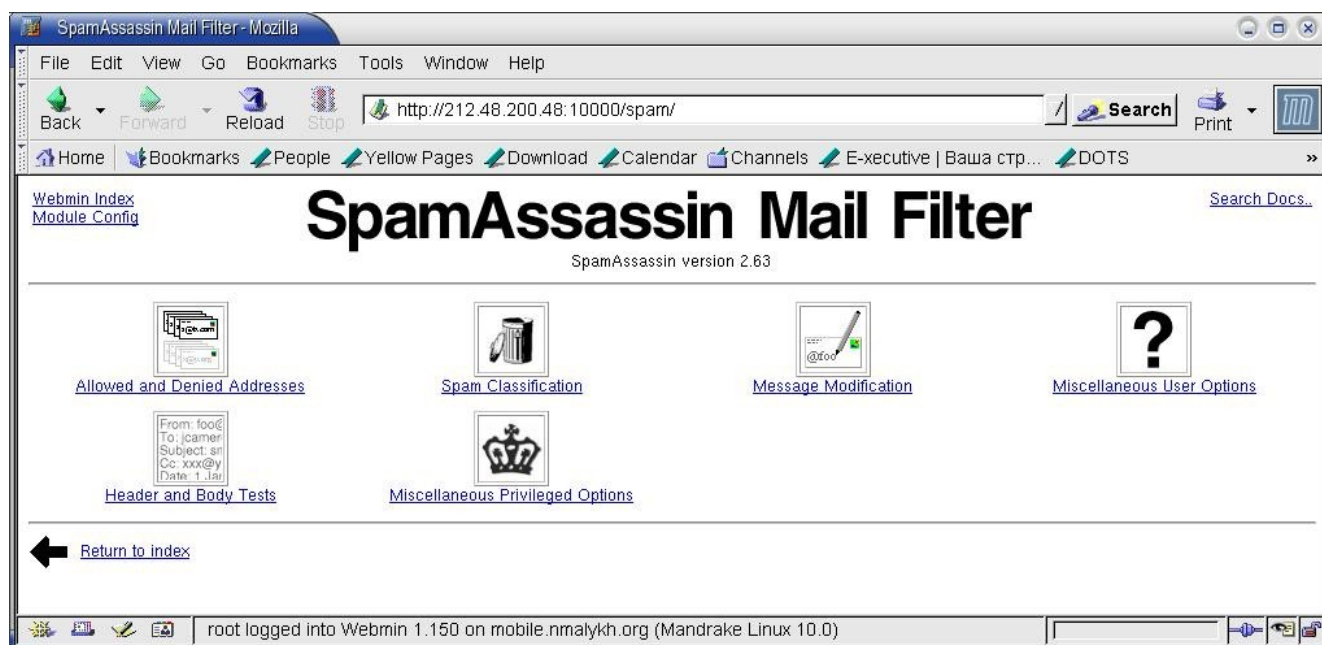 SpamAssassin Mail Filter - Mozilla
File Edit View Go Bookmarks Tools Window Help
Back Forward Reload Stop http://212.48.200.48:10000/spam/ Search Print
Home Bookmarks People Yellow Pages Download Calendar Channels E-xecutive | Ваша стр... DOTS »
Webmin Index
Module Config
SpamAssassin Mail Filter
Search Docs..
SpamAssassin version 2.63
Allowed and Denied Addresses
Spam Classification
@foo
Message Modification
?
Miscellaneous User Options
From: foo@
To: jcamer
Subject: sr
Cc: xxx@y
Date: 1 Jar
Header and Body Tests
Miscellaneous Privileged Options
Return to index
root logged into Webmin 1.150 on mobile.nmalykh.org (Mandrake Linux 10.0)